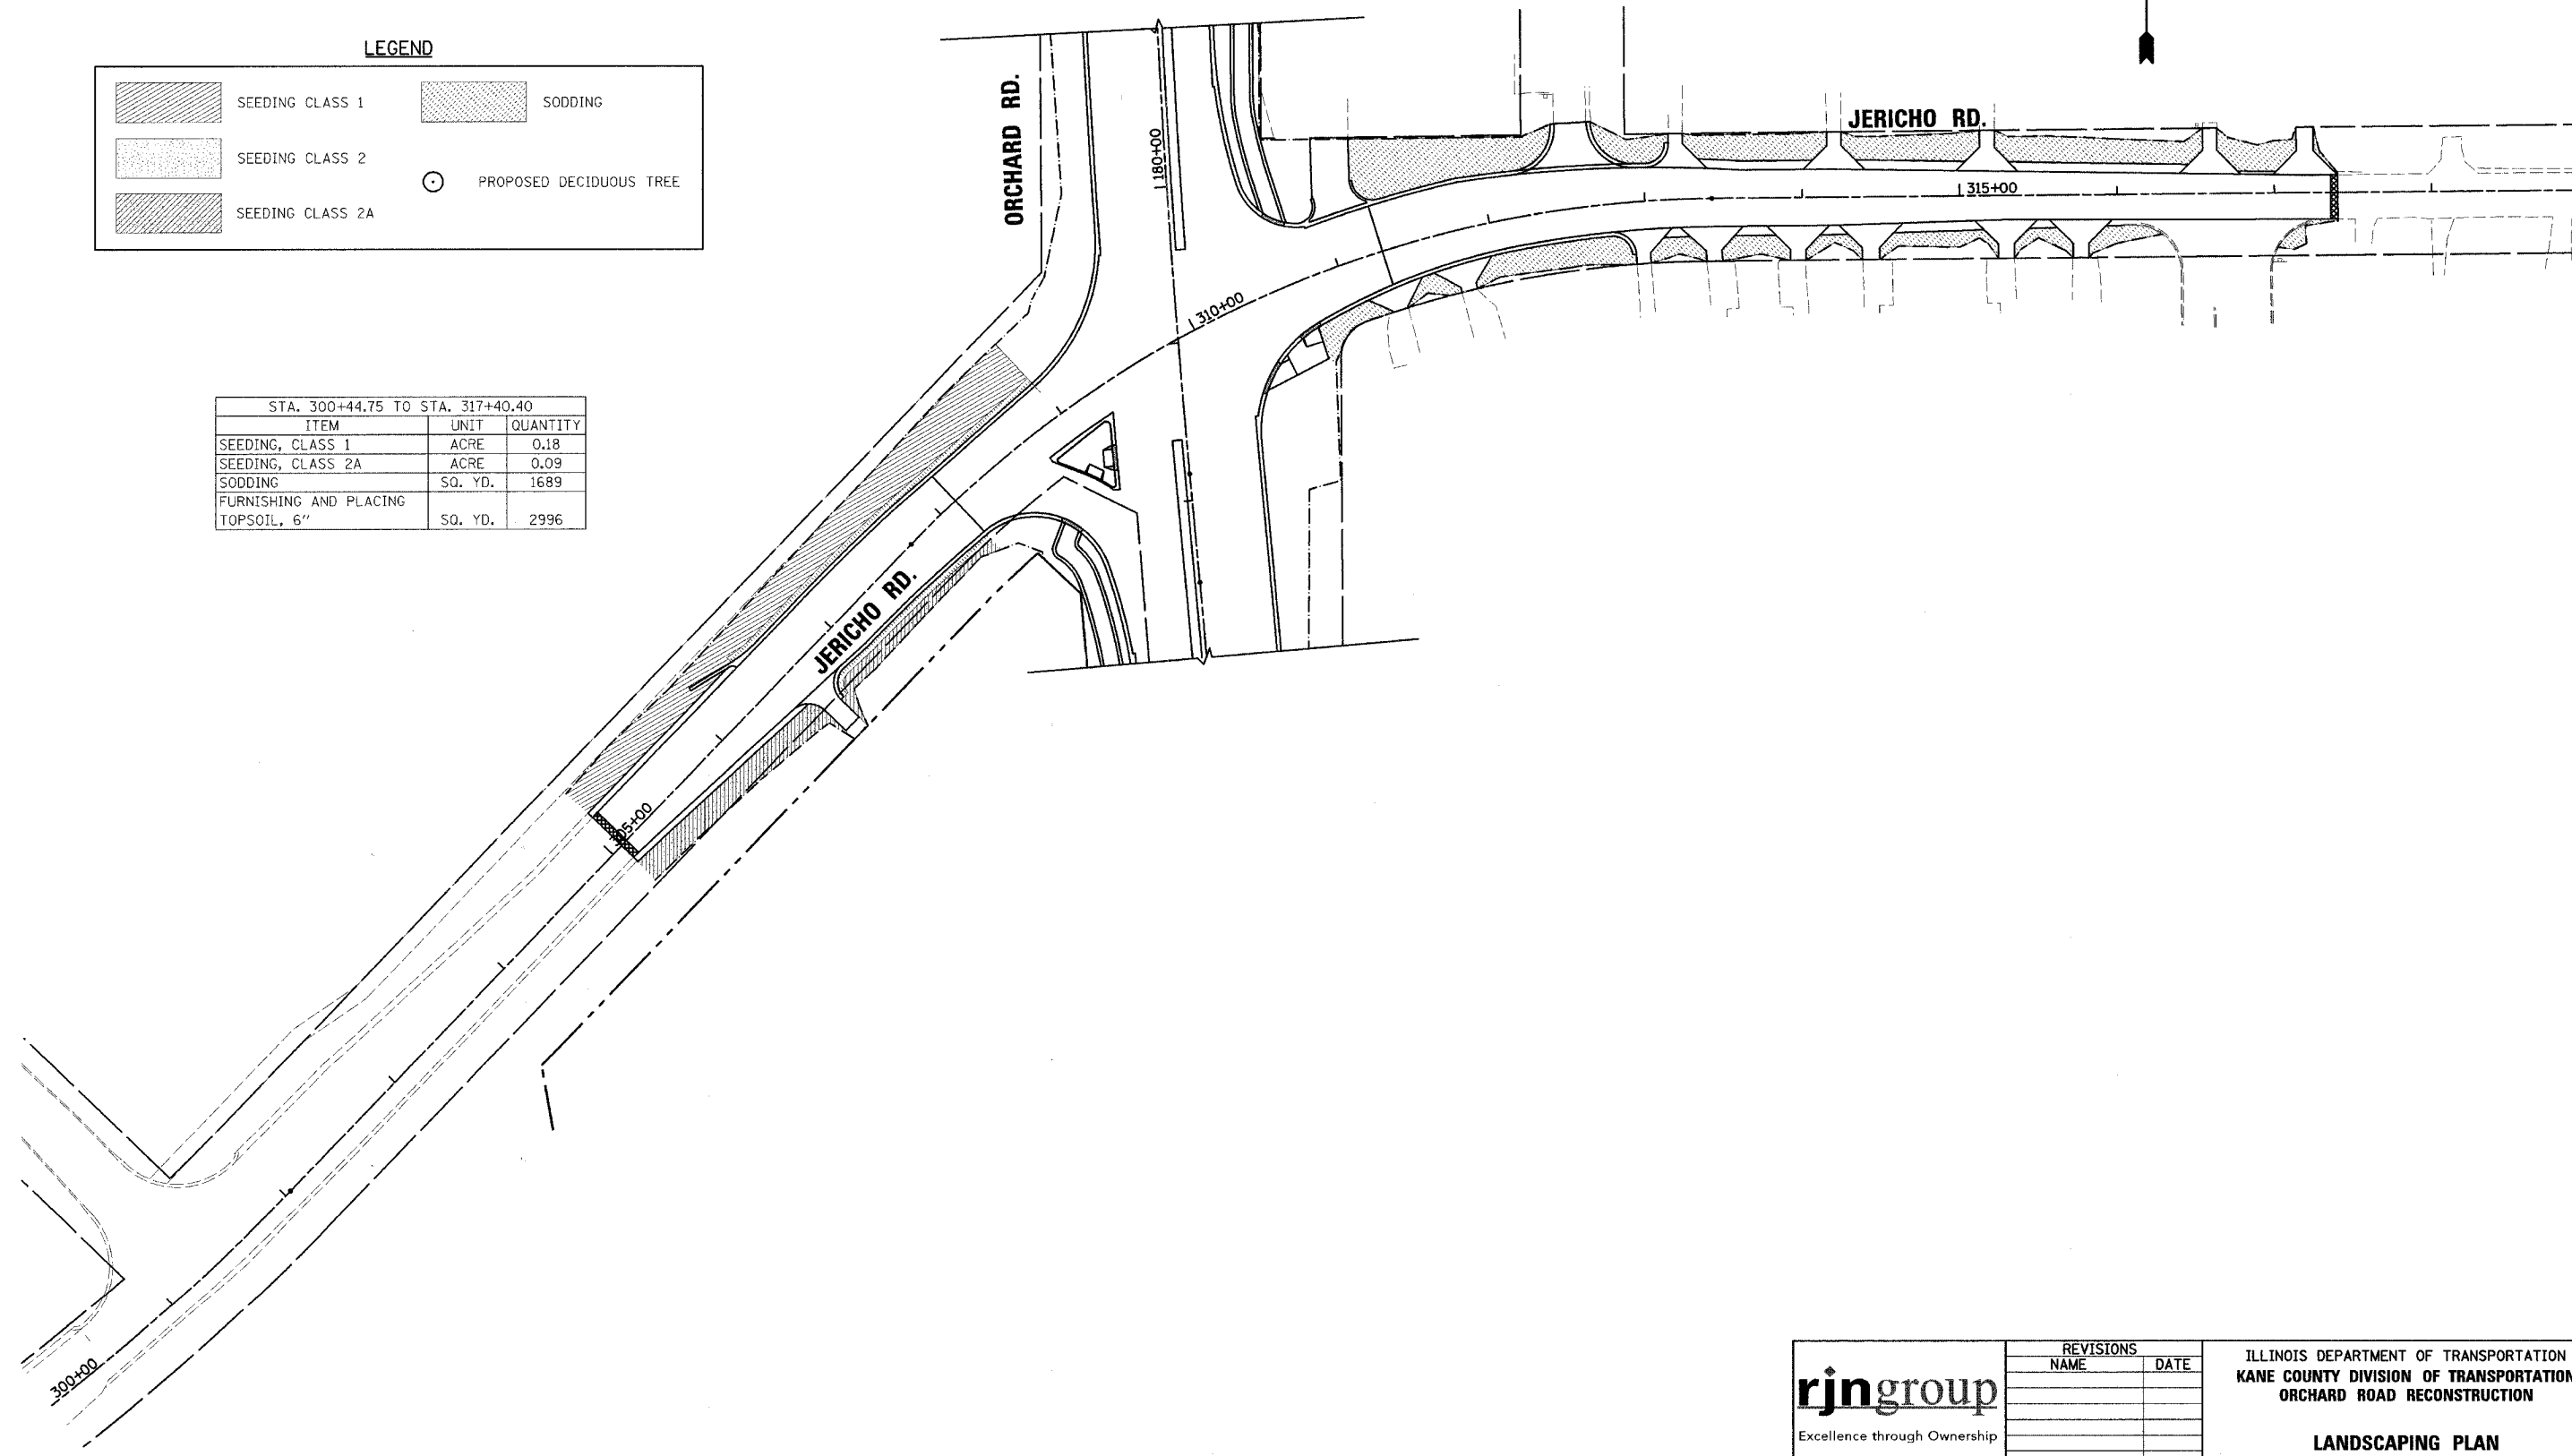 LEGEND
SEEDING CLASS 1
SODDING
SEEDING CLASS 2
PROPOSED DECIDUOUS TREE
SEEDING CLASS 2A
ORCHARD RD.
180+00
JERICHO RD.
315+00
310+00
STA. 300+44.75 TO STA. 317+40.40
ITEM UNIT QUANTITY
SEEDING, CLASS 1 ACRE 0.18
SEEDING, CLASS 2A ACRE 0.09
SODDING SQ. YD. 1689
FURNISHING AND PLACING
TOPSOIL, 6" SQ. YD. 2996
JERICHO RD.
305+00
300+00
rjngroup
Excellence through Ownership
REVISIONS
NAME DATE
ILLINOIS DEPARTMENT OF TRANSPORTATION
KANE COUNTY DIVISION OF TRANSPORTATION
ORCHARD ROAD RECONSTRUCTION
LANDSCAPING PLAN